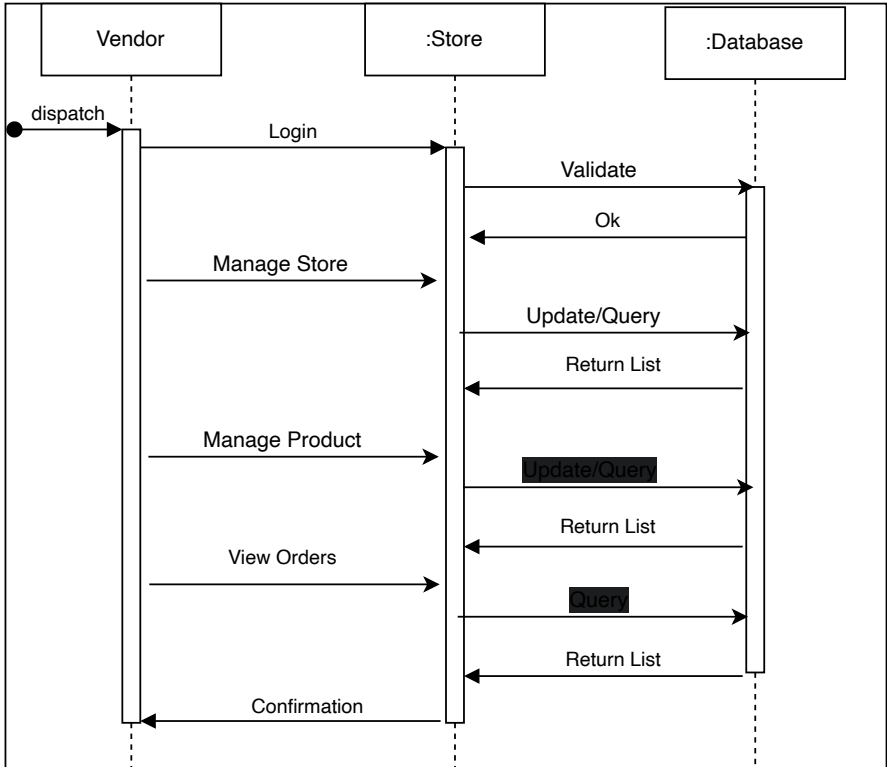 Vendor
:Store
:Database
dispatch
Login
Validate
Ok
Manage Store
Update/Query
Return List
Manage Product
Update/Query
Return List
View Orders
Query
Return List
Confirmation